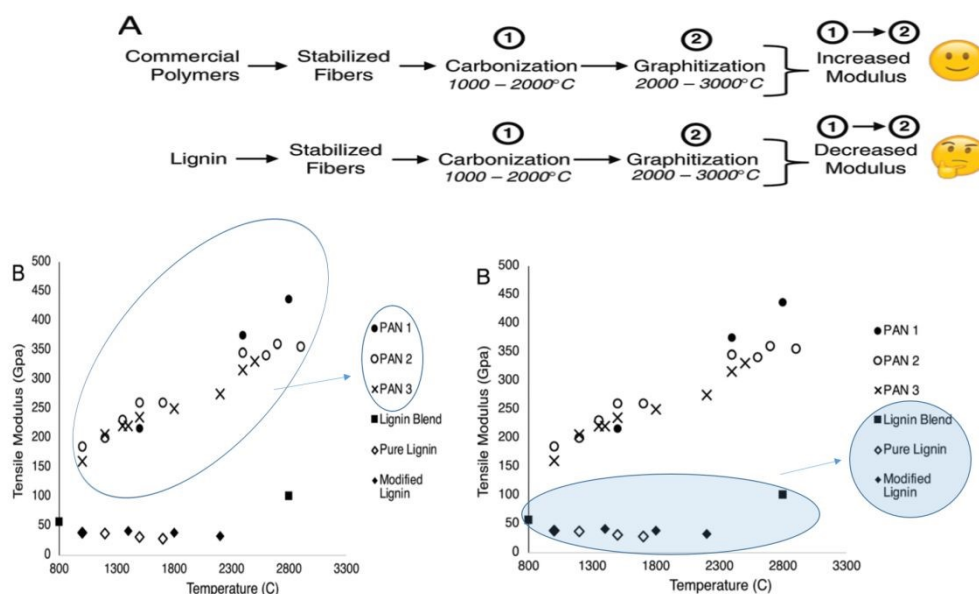 A
Commercial Polymers → Stabilized Fibers → ① Carbonization 1000 – 2000°C → ② Graphitization 2000 – 3000°C ① → ② Increased Modulus
Lignin → Stabilized Fibers → ① Carbonization 1000 – 2000°C → ② Graphitization 2000 – 3000°C ① → ② Decreased Modulus
B
Tensile Modulus (Gpa)
500
450
400
350
300
250
200
150
100
50
0
800 1300 1800 2300 2800 3300
Temperature (C)
PAN 1
PAN 2
PAN 3
Lignin Blend
Pure Lignin
Modified
Lignin
B
Tensile Modulus (Gpa)
500
450
400
350
300
250
200
150
100
50
0
800 1300 1800 2300 2800 3300
Temperature (C)
PAN 1
PAN 2
PAN 3
Lignin Blend
Pure Lignin
Modified
Lignin